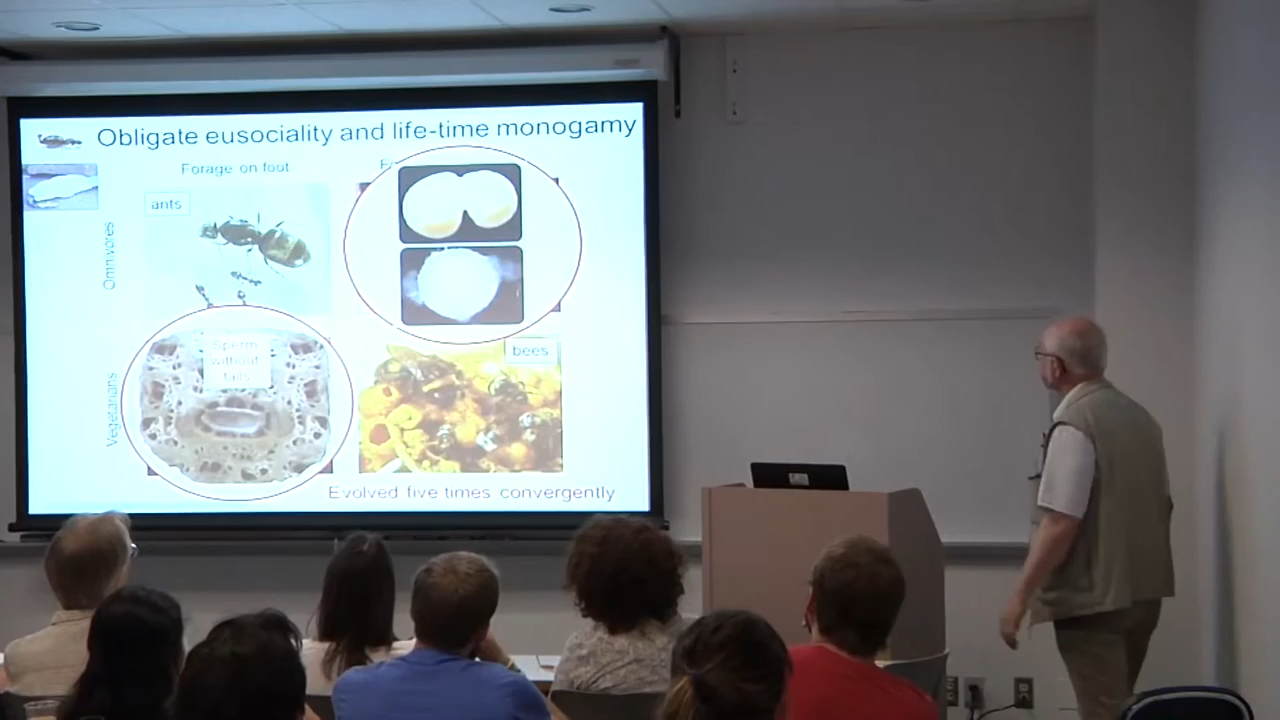 Obligate eusociality and life-time monogamy
Forage on foot
ants
Omnivores
Sperm
without
tails
bees
Vegetarians
Evolved five times convergently